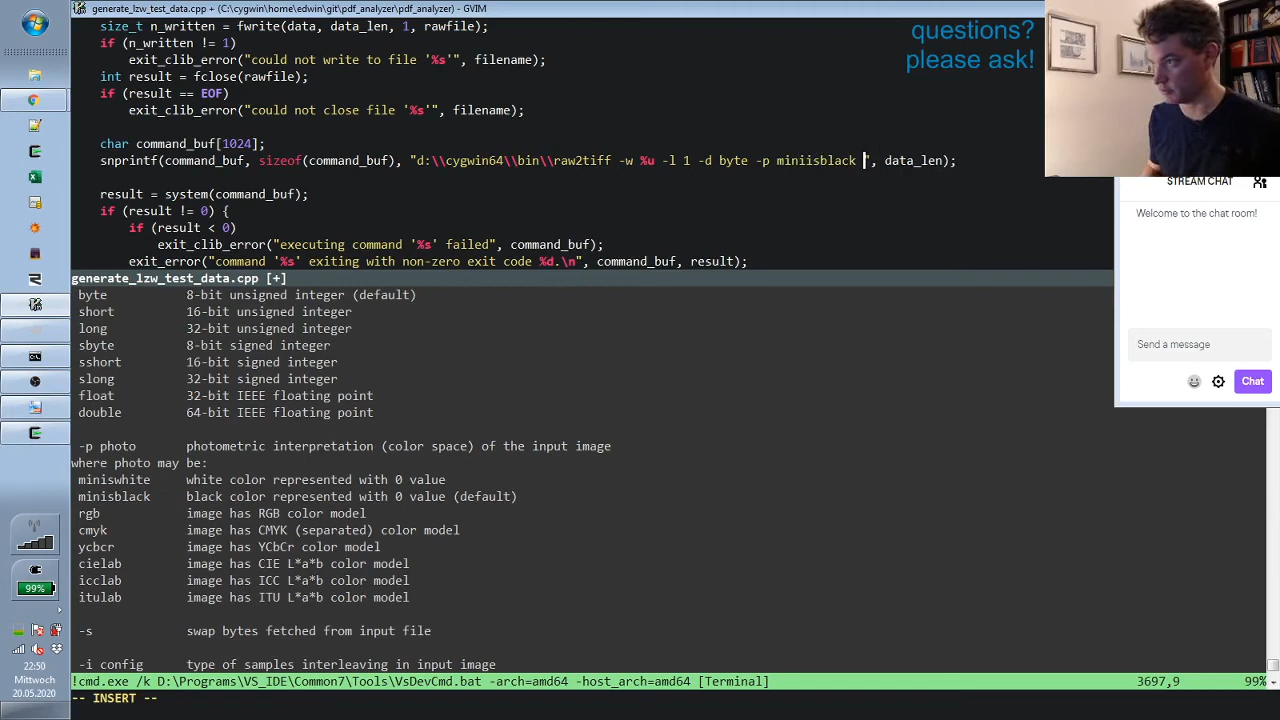 generate_lzw_test_data.cpp + (C:\cygwin\home\edwin\git\pdf_analyzer\pdf_analyzer) - GVIM
size_t n_written = fwrite(data, data_len, 1, rawfile);
if (n_written != 1)
exit_clib_error("could not write to file '%s'", filename);
int result = fclose(rawfile);
if (result == EOF)
exit_clib_error("could not close file '%s'", filename);
char command_buf[1024];
snprintf(command_buf, sizeof(command_buf), "d:\\cygwin64\\bin\\raw2tiff -w %u -l 1 -d byte -p miniisblack ", data_len);
result = system(command_buf);
if (result != 0) {
if (result < 0)
exit_clib_error("executing command '%s' failed", command_buf);
exit_error("command '%s' exiting with non-zero exit code %d.\n", command_buf, result);
generate_lzw_test_data.cpp [+]
byte 8-bit unsigned integer (default)
short 16-bit unsigned integer
long 32-bit unsigned integer
sbyte 8-bit signed integer
sshort 16-bit signed integer
slong 32-bit signed integer
float 32-bit IEEE floating point
double 64-bit IEEE floating point
-p photo photometric interpretation (color space) of the input image
where photo may be:
miniswhite white color represented with 0 value
minisblack black color represented with 0 value (default)
rgb image has RGB color model
cmyk image has CMYK (separated) color model
ycbcr image has YCbCr color model
cielab image has CIE L*a*b color model
icclab image has ICC L*a*b color model
itulab image has ITU L*a*b color model
-s swap bytes fetched from input file
-i config type of samples interleaving in input image
!cmd.exe /k D:\Programs\VS_IDE\Common7\Tools\VsDevCmd.bat -arch=amd64 -host_arch=amd64 [Terminal] 3697,9 99%
-- INSERT --
questions?
please ask!
STREAM CHAT
Welcome to the chat room!
Send a message
Chat
99%
22:50
Mittwoch
20.05.2020